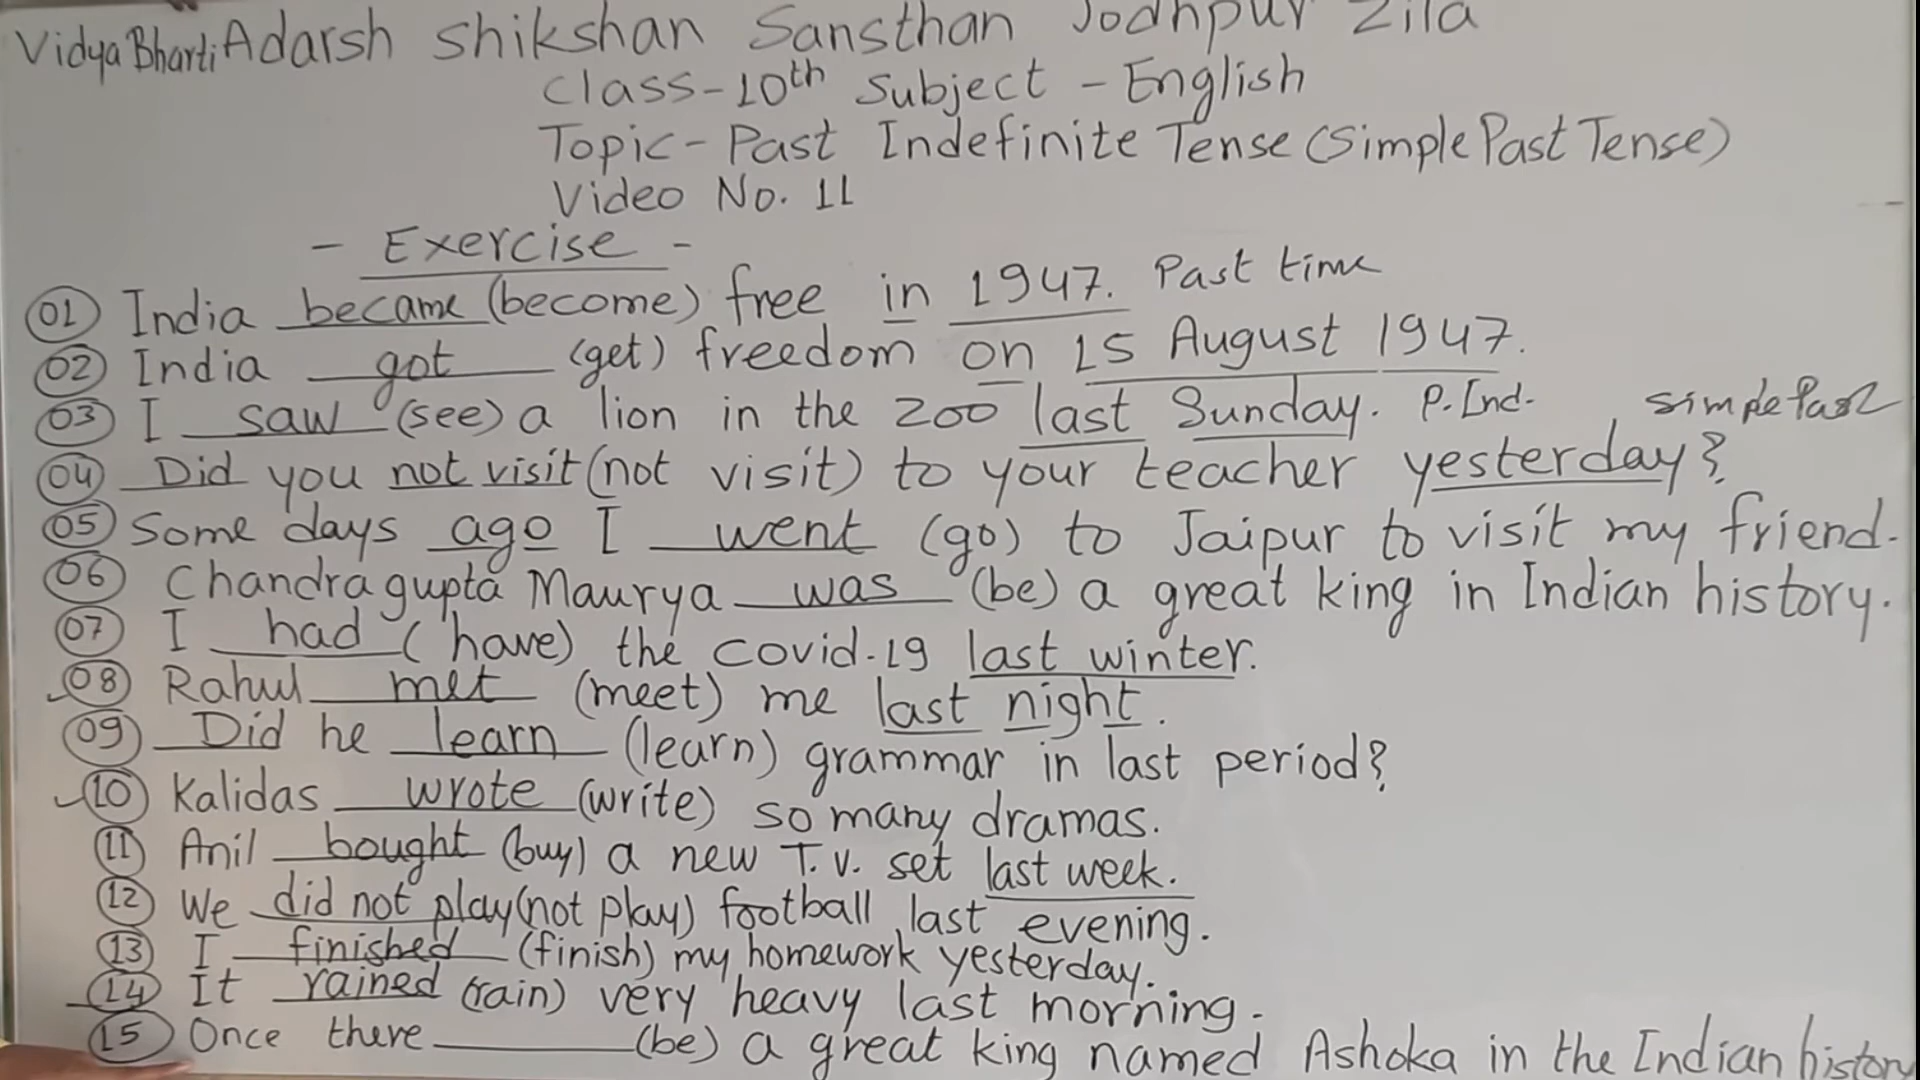 Vidya Bharti Adarsh Shikshan Sansthan Jodhpur Zila
Class-10th Subject - English
Topic - Past Indefinite Tense (Simple Past Tense)
Video No. 11
- Exercise -
01 India became (become) free in 1947. Past time
02 India got (get) freedom on 15 August 1947.
03 I saw (see) a lion in the zoo last Sunday. P. Ind. simple Past
04 Did you not visit (not visit) to your teacher yesterday?
05 Some days ago I went (go) to Jaipur to visit my friend.
06 Chandragupta Maurya was (be) a great king in Indian history.
07 I had (have) the covid-19 last winter.
08 Rahul met (meet) me last night.
09 Did he learn (learn) grammar in last period?
10 Kalidas wrote (write) so many dramas.
11 Anil bought (buy) a new T.V. set last week.
12 We did not play (not play) football last evening.
13 I finished (finish) my homework yesterday.
14 It rained (rain) very heavy last morning.
15 Once there ______ (be) a great king named Ashoka in the Indian history